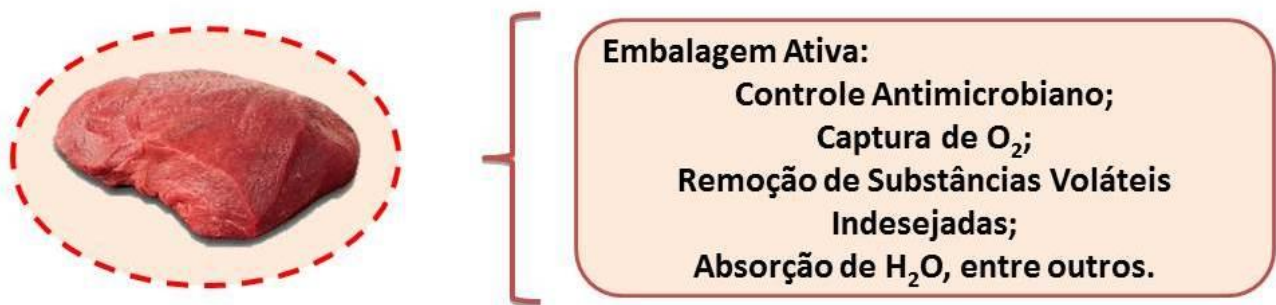 Embalagem Ativa:
Controle Antimicrobiano;
Captura de O₂;
Remoção de Substâncias Voláteis
Indesejadas;
Absorção de H₂O, entre outros.